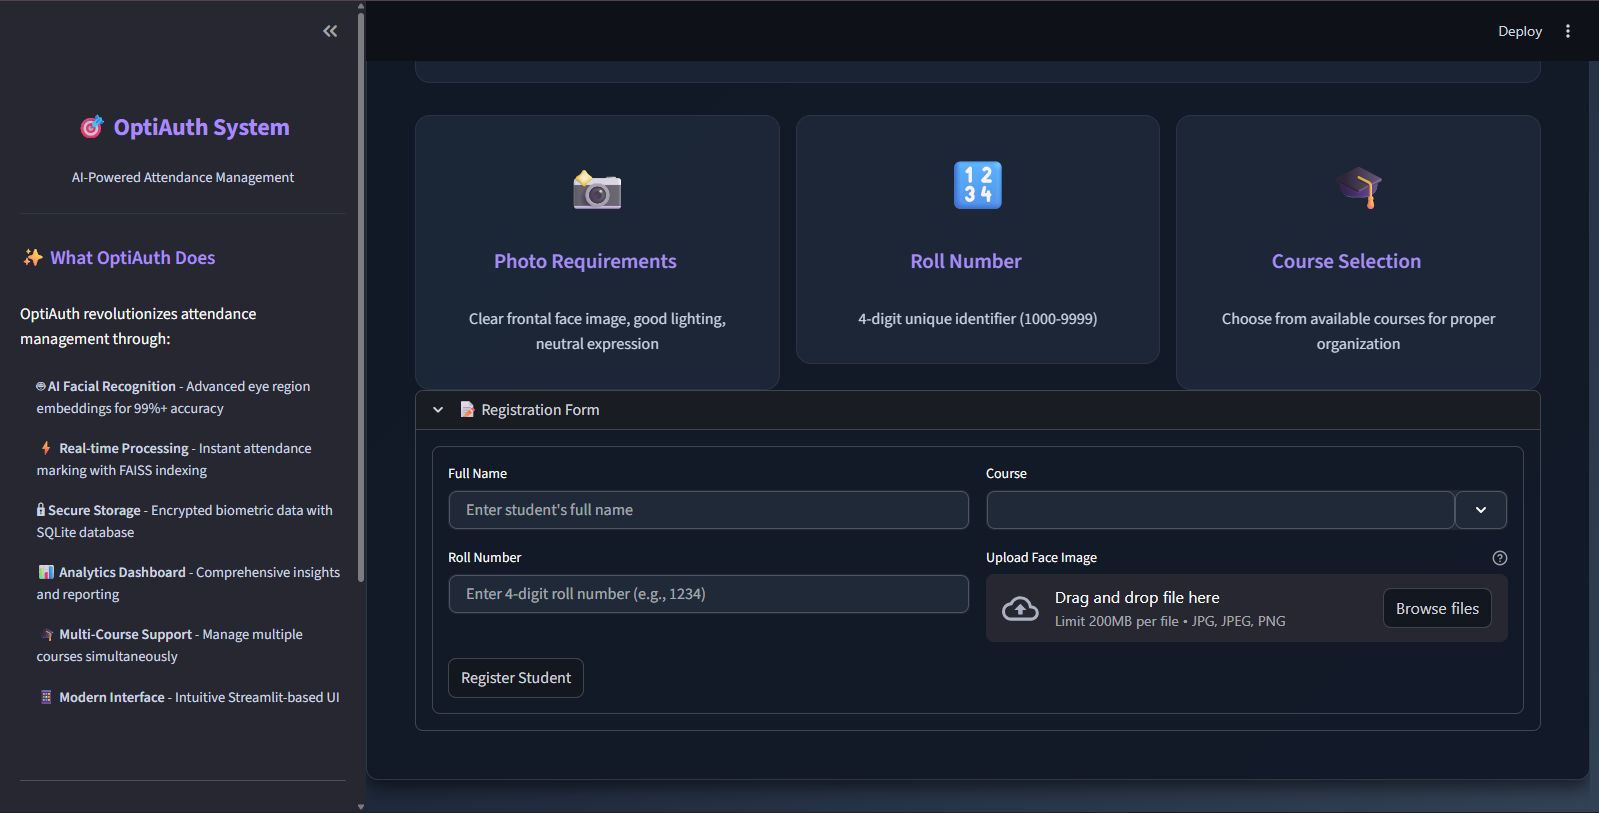 Deploy
OptiAuth System
AI-Powered Attendance Management
What OptiAuth Does
OptiAuth revolutionizes attendance
management through:
AI Facial Recognition - Advanced eye region
embeddings for 99%+ accuracy
Real-time Processing - Instant attendance
marking with FAISS indexing
Secure Storage - Encrypted biometric data with
SQLite database
Analytics Dashboard - Comprehensive insights
and reporting
Multi-Course Support - Manage multiple
courses simultaneously
Modern Interface - Intuitive Streamlit-based UI
Photo Requirements
Clear frontal face image, good lighting,
neutral expression
1 2
3 4
Roll Number
4-digit unique identifier (1000-9999)
Course Selection
Choose from available courses for proper
organization
Registration Form
Full Name
Enter student's full name
Course
Roll Number
Enter 4-digit roll number (e.g., 1234)
Upload Face Image
Drag and drop file here
Limit 200MB per file • JPG, JPEG, PNG
Browse files
Register Student